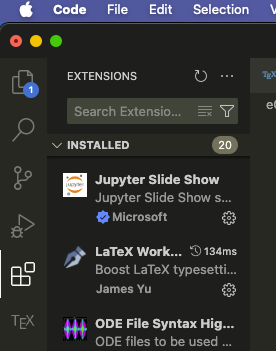 Code File Edit Selection
EXTENSIONS ...
1
Search Extensio...
INSTALLED 20
Jupyter Slide Show
jupyter
Jupyter Slide Show s...
Microsoft
LaTeX Work... 134ms
Boost LaTeX typesetti...
James Yu
TEX
ODE File Syntax Hig...
ODE files to be used